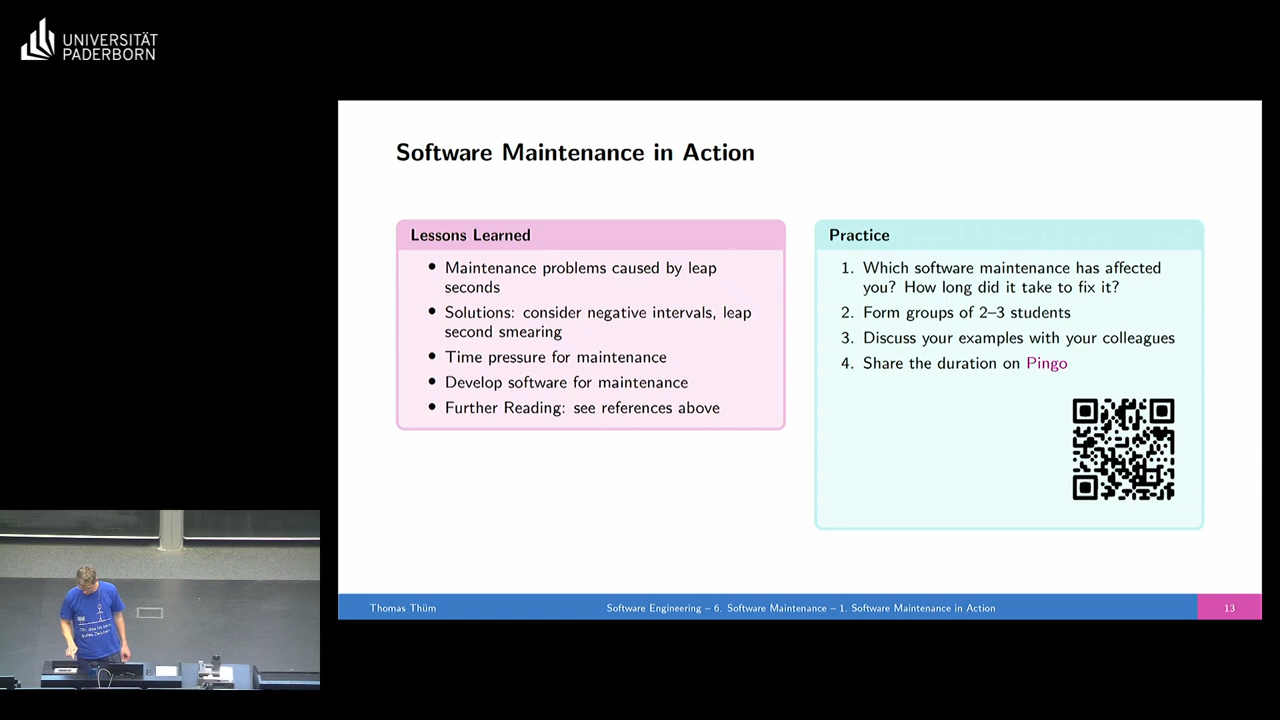 UNIVERSITÄT
PADERBORN
Software Maintenance in Action
Lessons Learned
• Maintenance problems caused by leap
seconds
• Solutions: consider negative intervals, leap
second smearing
• Time pressure for maintenance
• Develop software for maintenance
• Further Reading: see references above
Practice
1. Which software maintenance has affected
you? How long did it take to fix it?
2. Form groups of 2–3 students
3. Discuss your examples with your colleagues
4. Share the duration on Pingo
Thomas Thüm
Software Engineering – 6. Software Maintenance – 1. Software Maintenance in Action
13